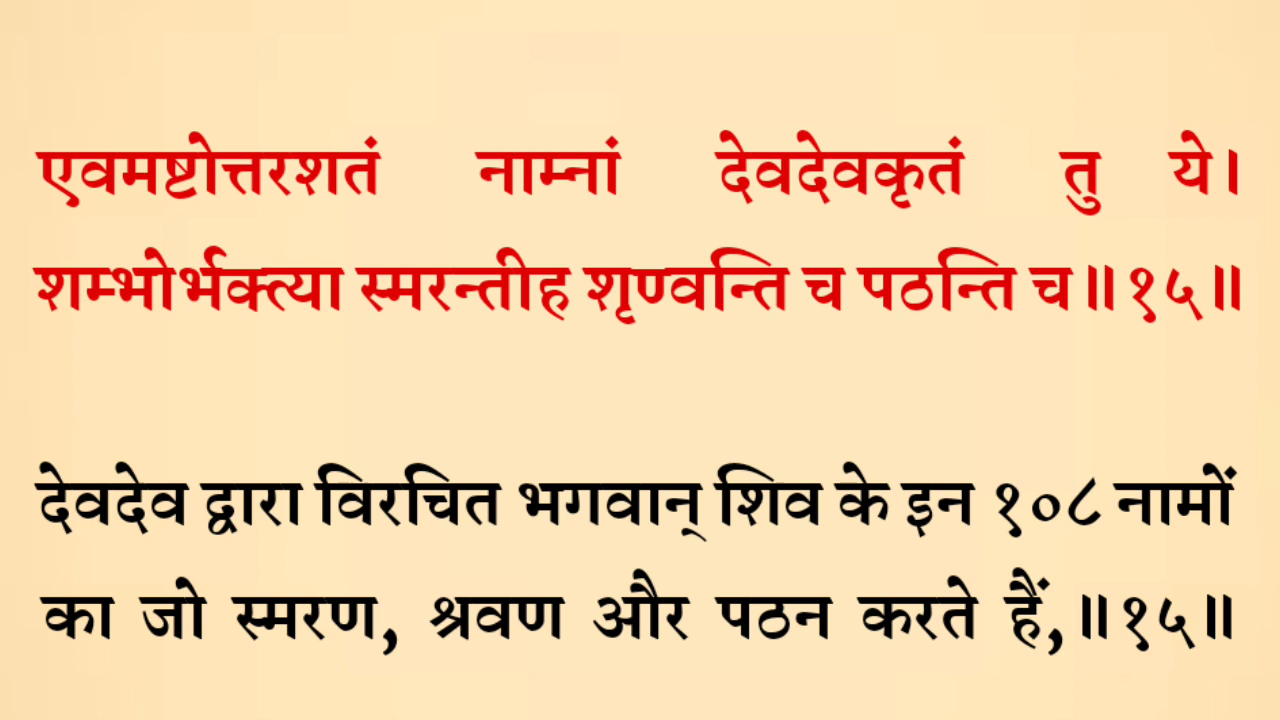 एवमष्टोत्तरशतं नाम्नां देवदेवकृतं तु ये।
शम्भोर्भक्त्या स्मरन्तीह शृण्वन्ति च पठन्ति च॥१५॥
देवदेव द्वारा विरचित भगवान् शिव के इन १०८ नामों
का जो स्मरण, श्रवण और पठन करते हैं,॥१५॥